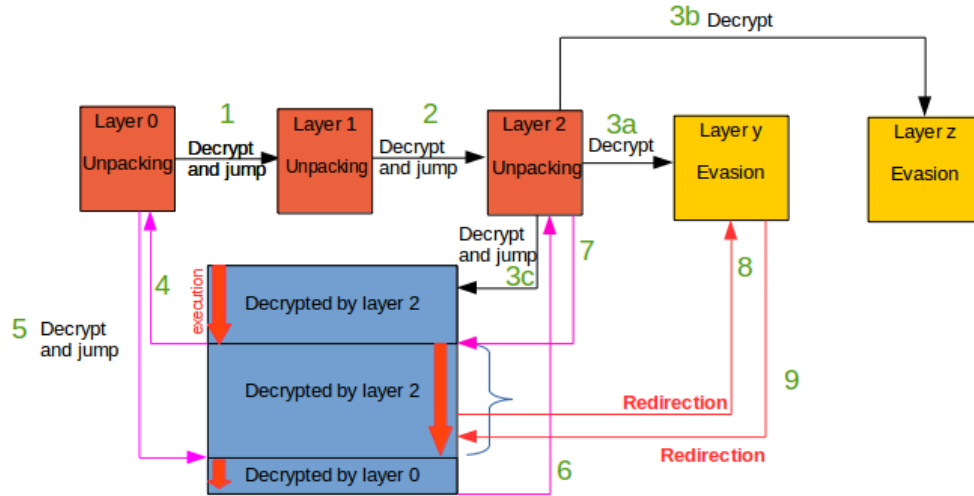 3b Decrypt
Layer 0
Unpacking
1
Decrypt
and jump
Layer 1
Unpacking
2
Decrypt
and jump
Layer 2
Unpacking
3a
Decrypt
Layer y
Evasion
Layer z
Evasion
Decrypt
and jump
3c
7
8
4
execution
Decrypted by layer 2
5 Decrypt
and jump
Decrypted by layer 2
9
Redirection
Redirection
Decrypted by layer 0
6